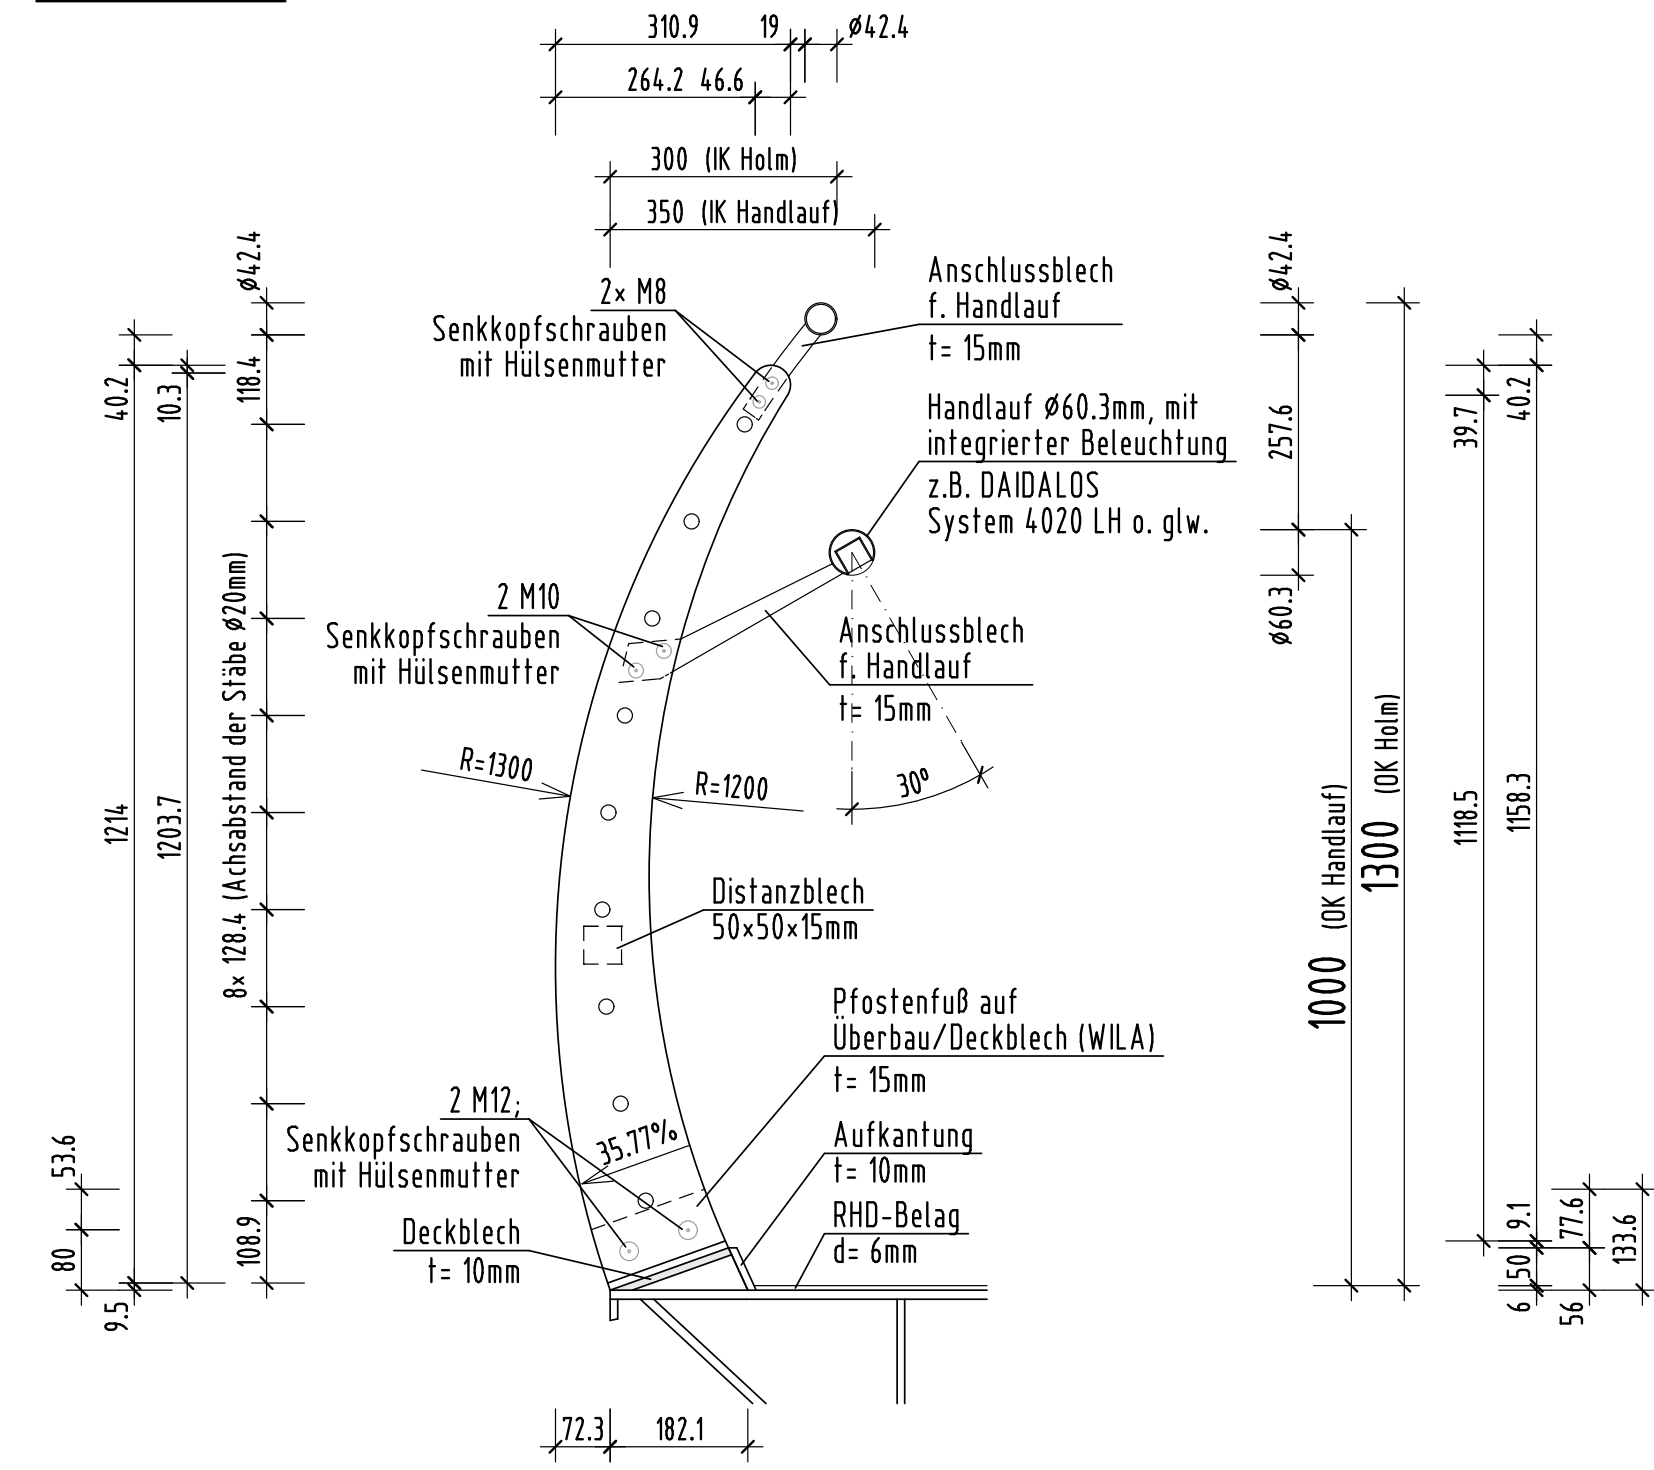 310.9 19 ø42.4
264.2 46.6
300 (IK Holm)
350 (IK Handlauf)
ø42.4
118.4
8x 128.4 (Achsabstand der Stäbe ø20mm)
108.9
40.2
1214
9.5
10.3
1203.7
53.6
80
2x M8
Senkkopfschrauben
mit Hülsenmutter
Anschlussblech
f. Handlauf
t= 15mm
Handlauf ø60.3mm, mit
integrierter Beleuchtung
z.B. DAIDALOS
System 4020 LH o. glw.
2 M10
Senkkopfschrauben
mit Hülsenmutter
Anschlussblech
f. Handlauf
t= 15mm
R=1300
R=1200
30°
Distanzblech
50x50x15mm
Pfostenfuß auf
Überbau/Deckblech (WILA)
t= 15mm
2 M12;
Senkkopfschrauben
mit Hülsenmutter
35.77%
Aufkantung
t= 10mm
Deckblech
t= 10mm
RHD-Belag
d= 6mm
72.3 182.1
ø42.4
257.6
ø60.3
1000 (OK Handlauf)
1300 (OK Holm)
39.7
1118.5
40.2
1158.3
9.1
50
6
77.6
56
133.6